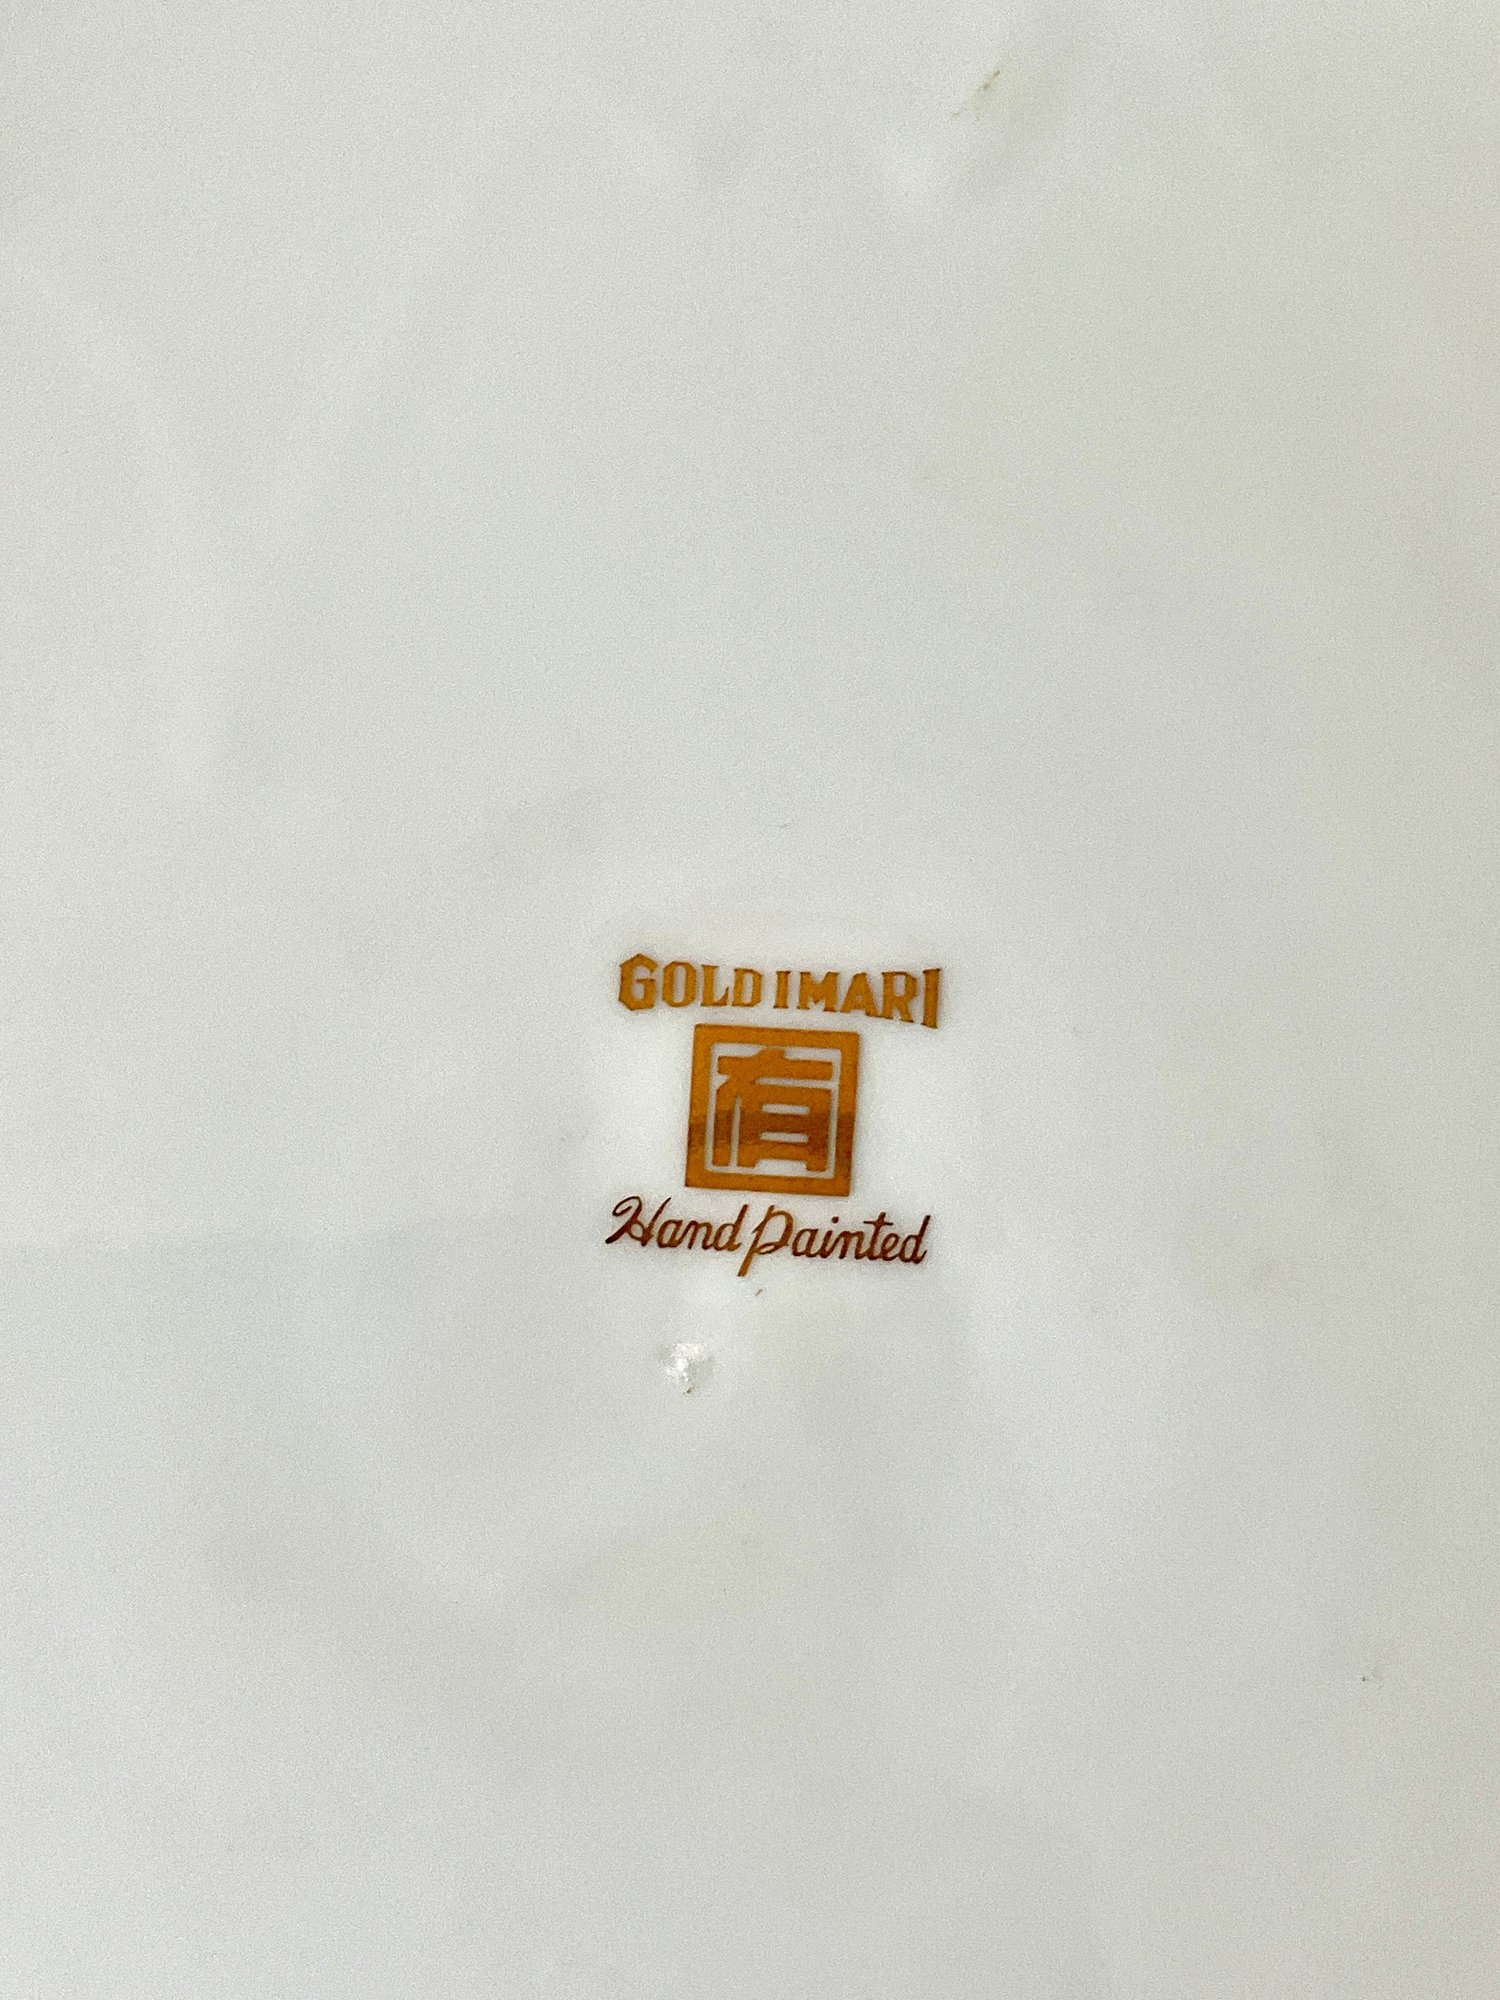 GOLD IMARI
有
Hand Painted